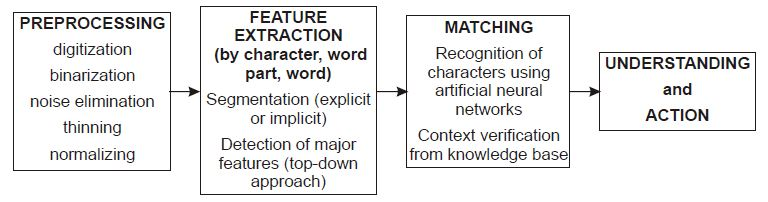 PREPROCESSING
digitization
binarization
noise elimination
thinning
normalizing
FEATURE
EXTRACTION
(by character, word
part, word)
Segmentation (explicit
or implicit)
Detection of major
features (top-down
approach)
MATCHING
Recognition of
characters using
artificial neural
networks
Context verification
from knowledge base
UNDERSTANDING
and
ACTION